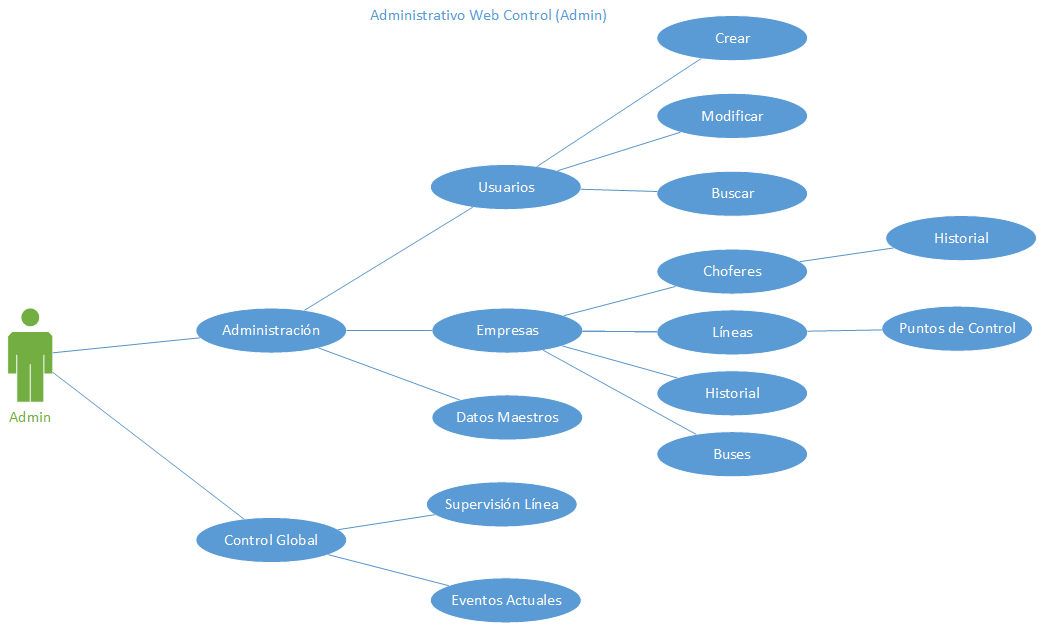 Administrativo Web Control (Admin)
Crear
Modificar
Usuarios
Buscar
Historial
Choferes
Administración
Empresas
Líneas
Puntos de Control
Historial
Admin
Datos Maestros
Buses
Supervisión Línea
Control Global
Eventos Actuales